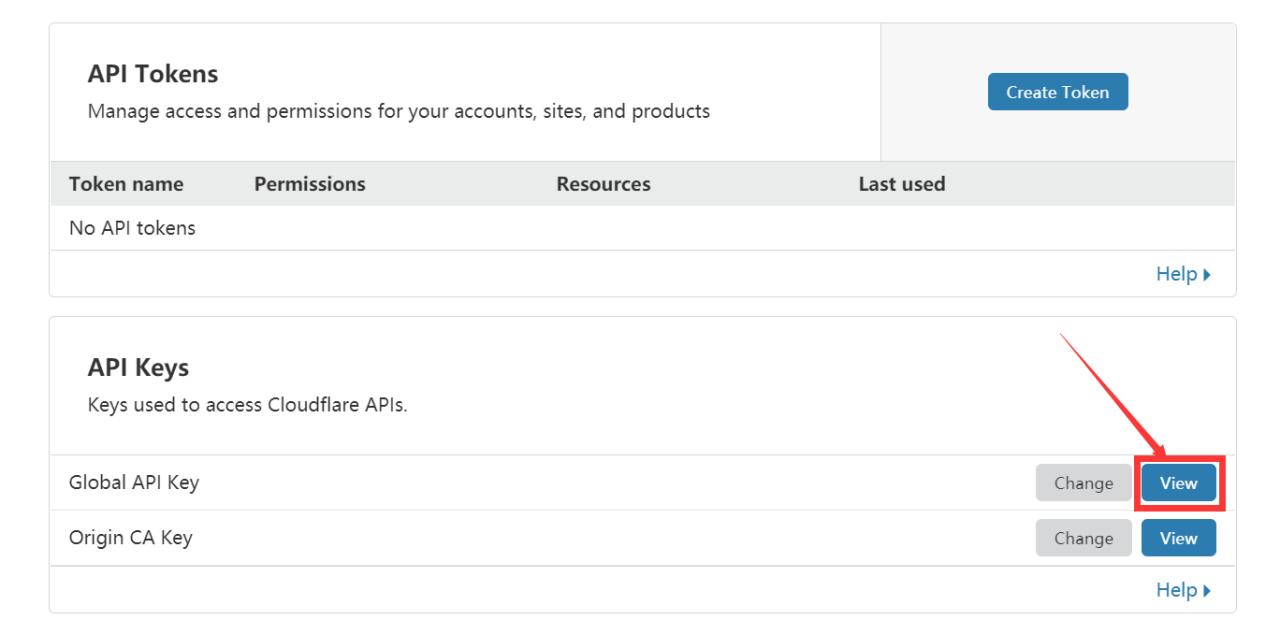 API Tokens
Manage access and permissions for your accounts, sites, and products
Create Token
Token name Permissions Resources Last used
No API tokens
Help
API Keys
Keys used to access Cloudflare APIs.
Global API Key Change View
Origin CA Key Change View
Help